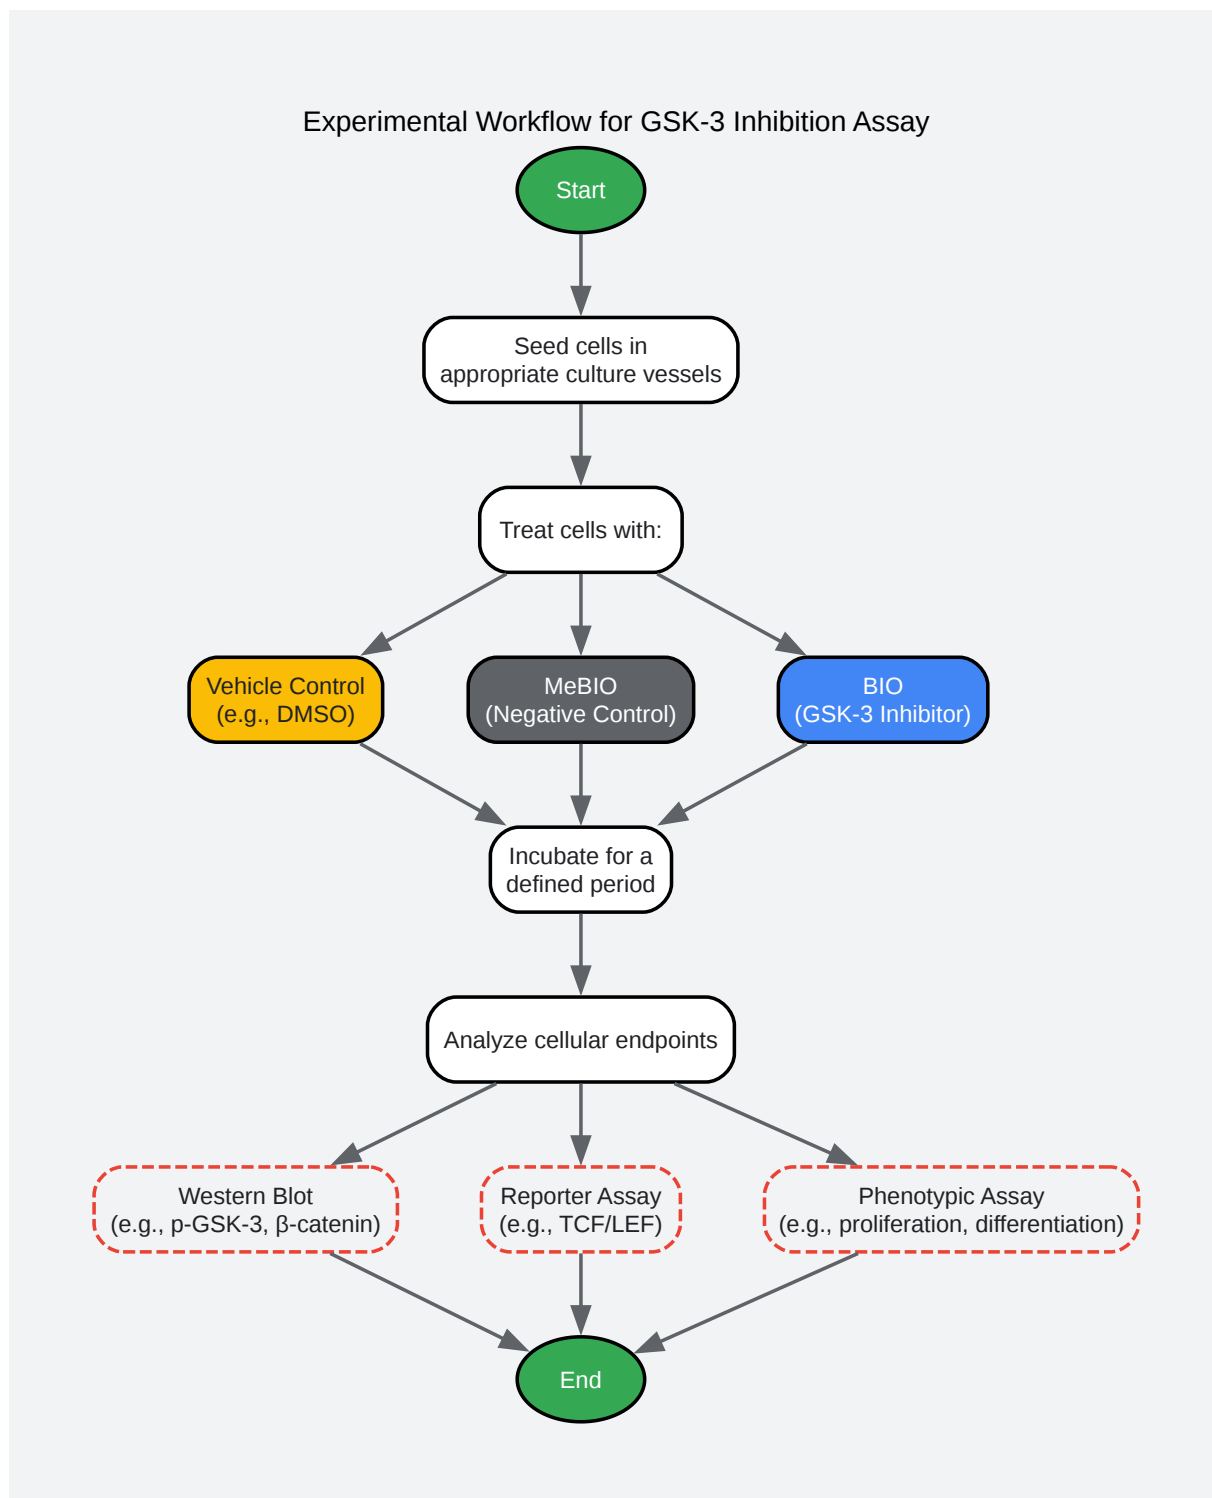 Experimental Workflow for GSK-3 Inhibition Assay
Start
Seed cells in
appropriate culture vessels
Treat cells with:
Vehicle Control
(e.g., DMSO)
MeBIO
(Negative Control)
BIO
(GSK-3 Inhibitor)
Incubate for a
defined period
Analyze cellular endpoints
Western Blot
(e.g., p-GSK-3, β-catenin)
Reporter Assay
(e.g., TCF/LEF)
Phenotypic Assay
(e.g., proliferation, differentiation)
End